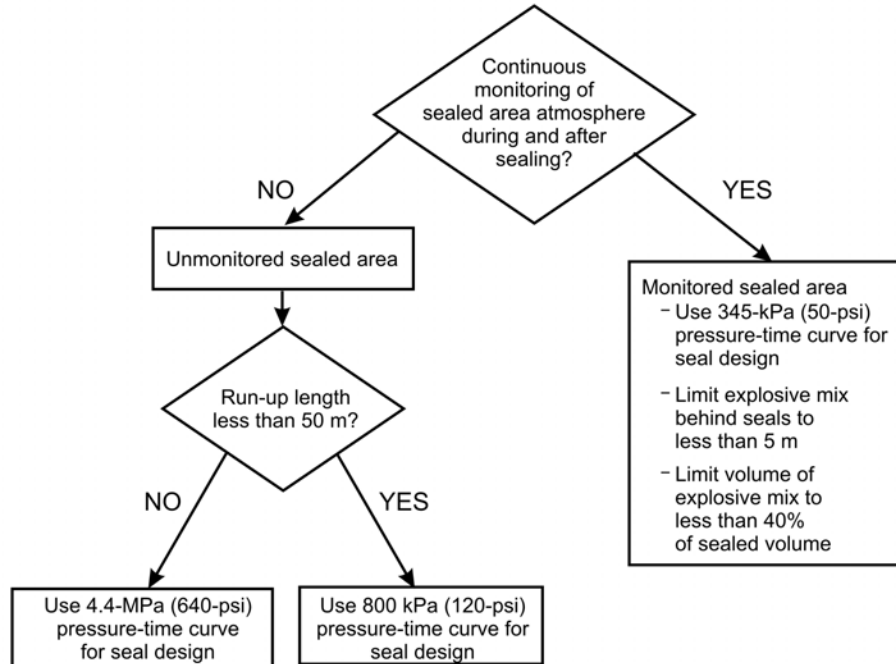 Continuous
monitoring of
sealed area atmosphere
during and after
sealing?
NO
YES
Unmonitored sealed area
Monitored sealed area
- Use 345-kPa (50-psi)
pressure-time curve for
seal design
- Limit explosive mix
behind seals to
less than 5 m
- Limit volume of
explosive mix to
less than 40%
of sealed volume
Run-up length
less than 50 m?
NO
YES
Use 4.4-MPa (640-psi)
pressure-time curve
for seal design
Use 800 kPa (120-psi)
pressure-time curve for
seal design